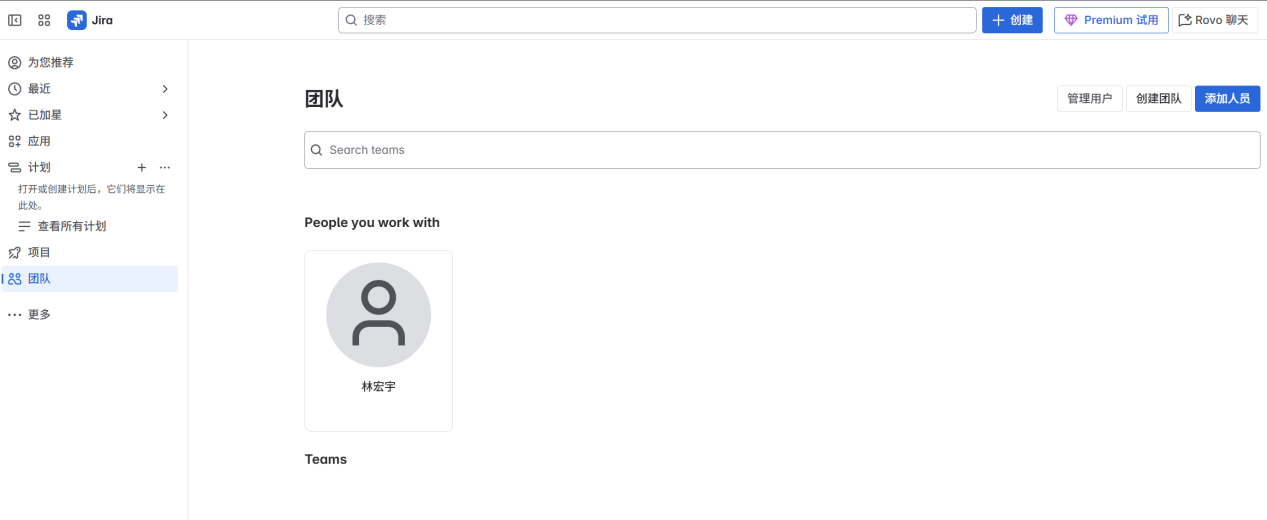 Jira
搜索
创建
Premium 试用
Rovo 聊天
为您推荐
最近
已加星
应用
计划
打开或创建计划后，它们将显示在
此处。
查看所有计划
项目
团队
更多
团队
管理用户
创建团队
添加人员
Search teams
People you work with
林宏宇
Teams